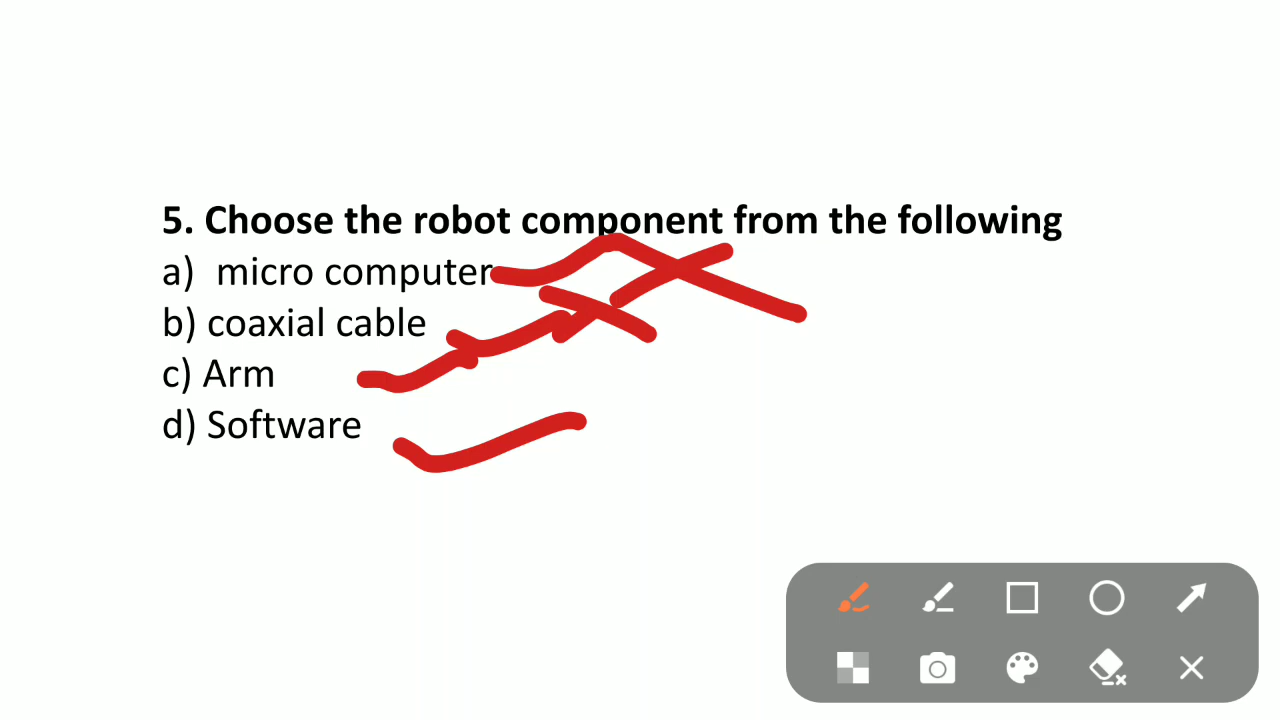 5. Choose the robot component from the following
a) micro computer
b) coaxial cable
c) Arm
d) Software